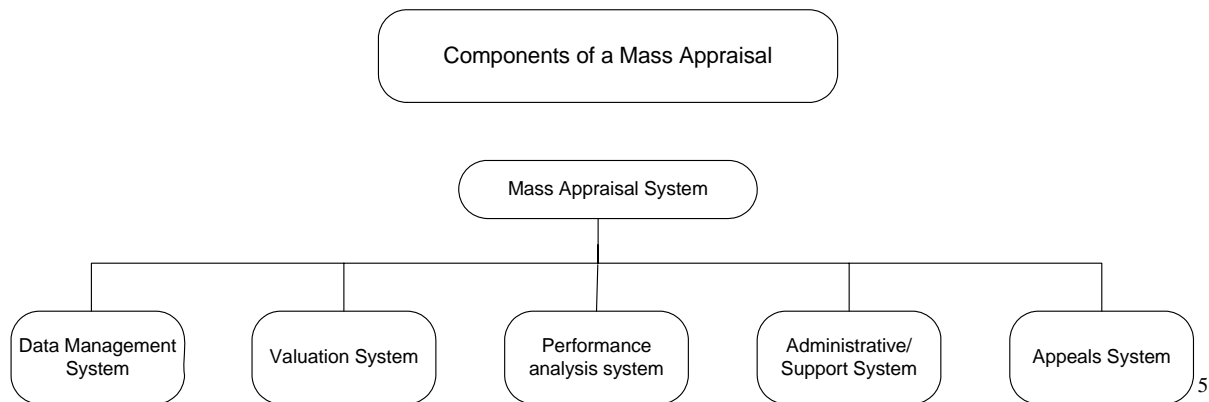 Components of a Mass Appraisal
Mass Appraisal System
Data Management
System
Valuation System
Performance
analysis system
Administrative/
Support System
Appeals System
5